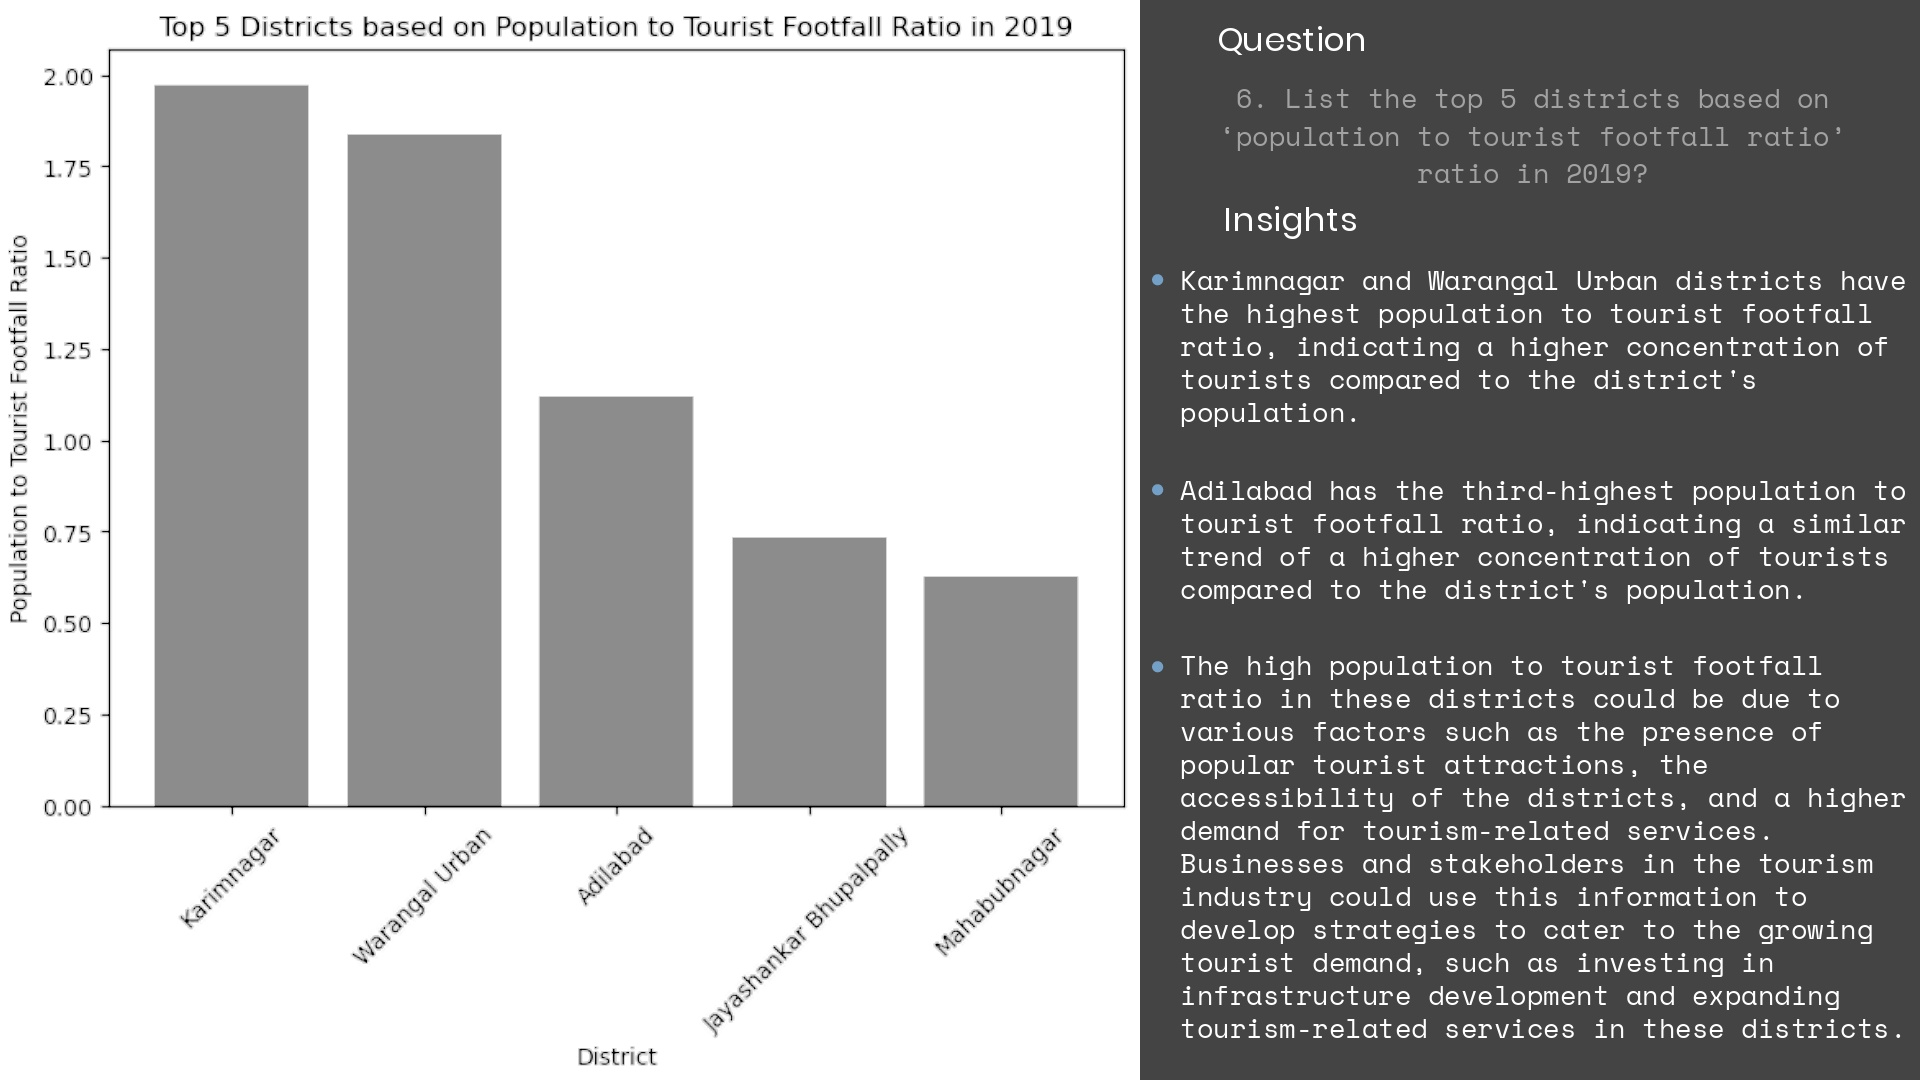 Top 5 Districts based on Population to Tourist Footfall Ratio in 2019
2.00
1.75
1.50
1.25
1.00
0.75
0.50
0.25
0.00
Population to Tourist Footfall Ratio
Karimnagar
Warangal Urban
Adilabad
Jayashankar Bhupalpally
Mahabubnagar
District
Question
6. List the top 5 districts based on
‘population to tourist footfall ratio’
ratio in 2019?
Insights
• Karimnagar and Warangal Urban districts have
the highest population to tourist footfall
ratio, indicating a higher concentration of
tourists compared to the district's
population.
• Adilabad has the third-highest population to
tourist footfall ratio, indicating a similar
trend of a higher concentration of tourists
compared to the district's population.
• The high population to tourist footfall
ratio in these districts could be due to
various factors such as the presence of
popular tourist attractions, the
accessibility of the districts, and a higher
demand for tourism-related services.
Businesses and stakeholders in the tourism
industry could use this information to
develop strategies to cater to the growing
tourist demand, such as investing in
infrastructure development and expanding
tourism-related services in these districts.